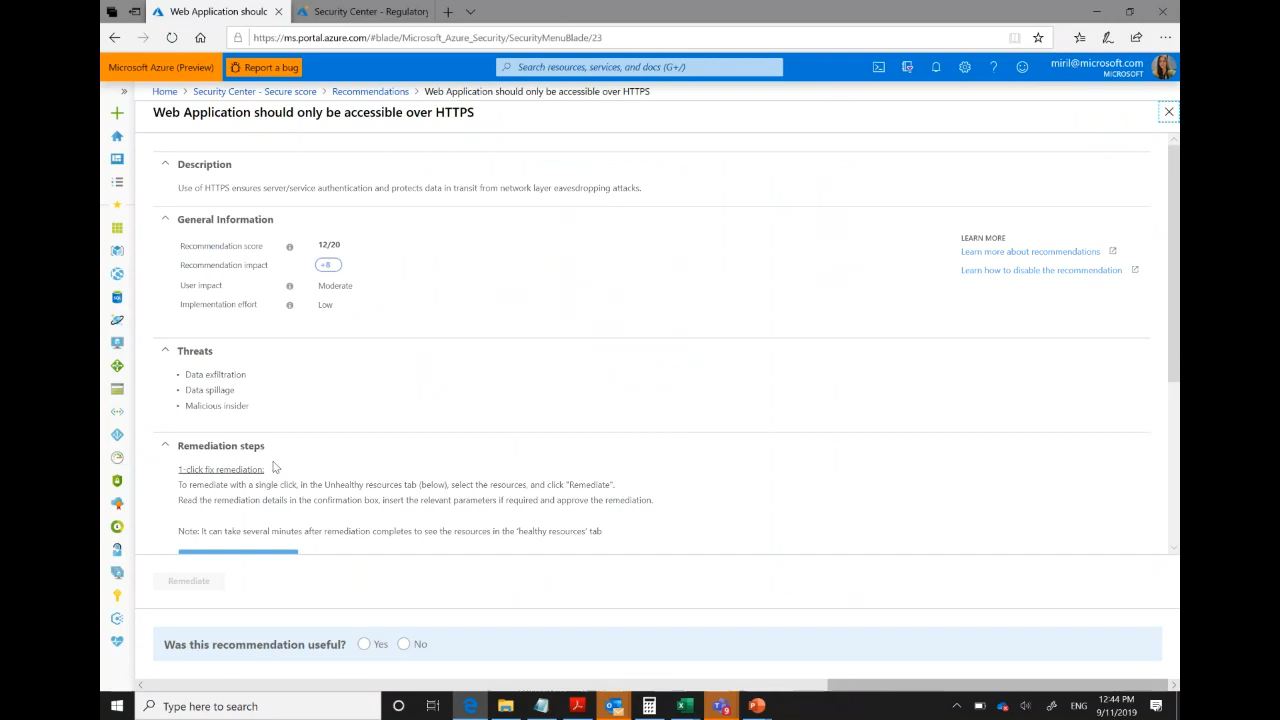 Web Application shoulc
Security Center - Regulatory
https://ms.portal.azure.com/#blade/Microsoft_Azure_Security/SecurityMenuBlade/23
Microsoft Azure (Preview)
Report a bug
Search resources, services, and docs (G+/)
miril@microsoft.com
MICROSOFT
Home > Security Center - Secure score > Recommendations > Web Application should only be accessible over HTTPS
Web Application should only be accessible over HTTPS
Description
Use of HTTPS ensures server/service authentication and protects data in transit from network layer eavesdropping attacks.
General Information
Recommendation score 12/20
Recommendation impact +8
User impact Moderate
Implementation effort Low
LEARN MORE
Learn more about recommendations
Learn how to disable the recommendation
Threats
• Data exfiltration
• Data spillage
• Malicious insider
Remediation steps
1-click fix remediation:
To remediate with a single click, in the Unhealthy resources tab (below), select the resources, and click "Remediate".
Read the remediation details in the confirmation box, insert the relevant parameters if required and approve the remediation.
Note: It can take several minutes after remediation completes to see the resources in the 'healthy resources' tab
Remediate
Was this recommendation useful? Yes No
Type here to search
ENG
12:44 PM
9/11/2019